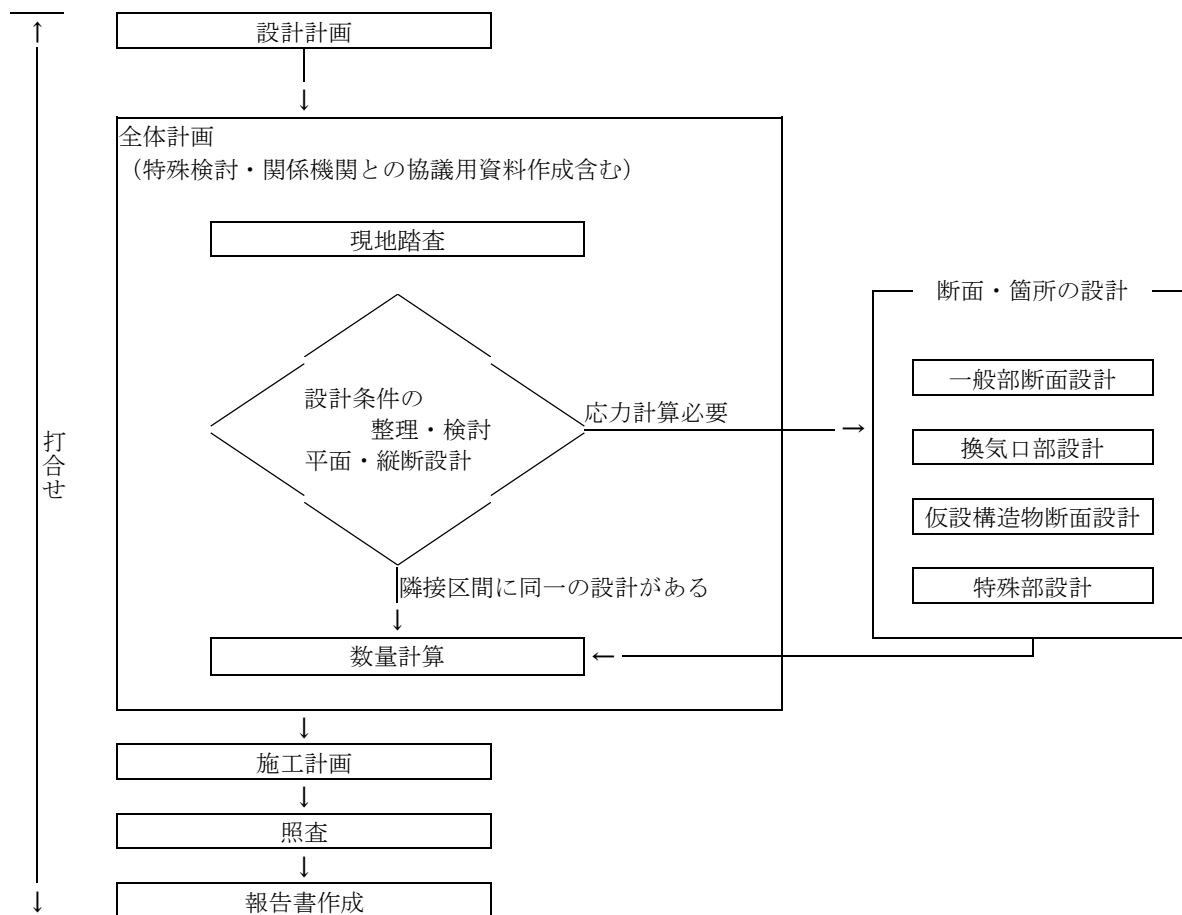 設計計画
全体計画
（特殊検討・関係機関との協議用資料作成含む）
現地踏査
断面・箇所の設計
一般部断面設計
設計条件の
整理・検討
平面・縦断設計
応力計算必要
→
換気口部設計
仮設構造物断面設計
特殊部設計
隣接区間に同一の設計がある
数量計算
←
施工計画
照査
報告書作成
打合せ